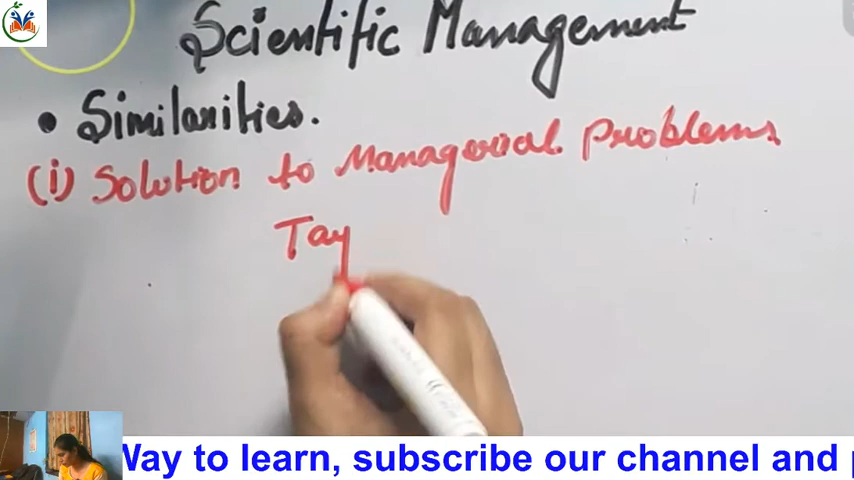 Scientific Management
• Similarities.
(i) Solution to Managerial Problems
Tay
Way to learn, subscribe our channel and